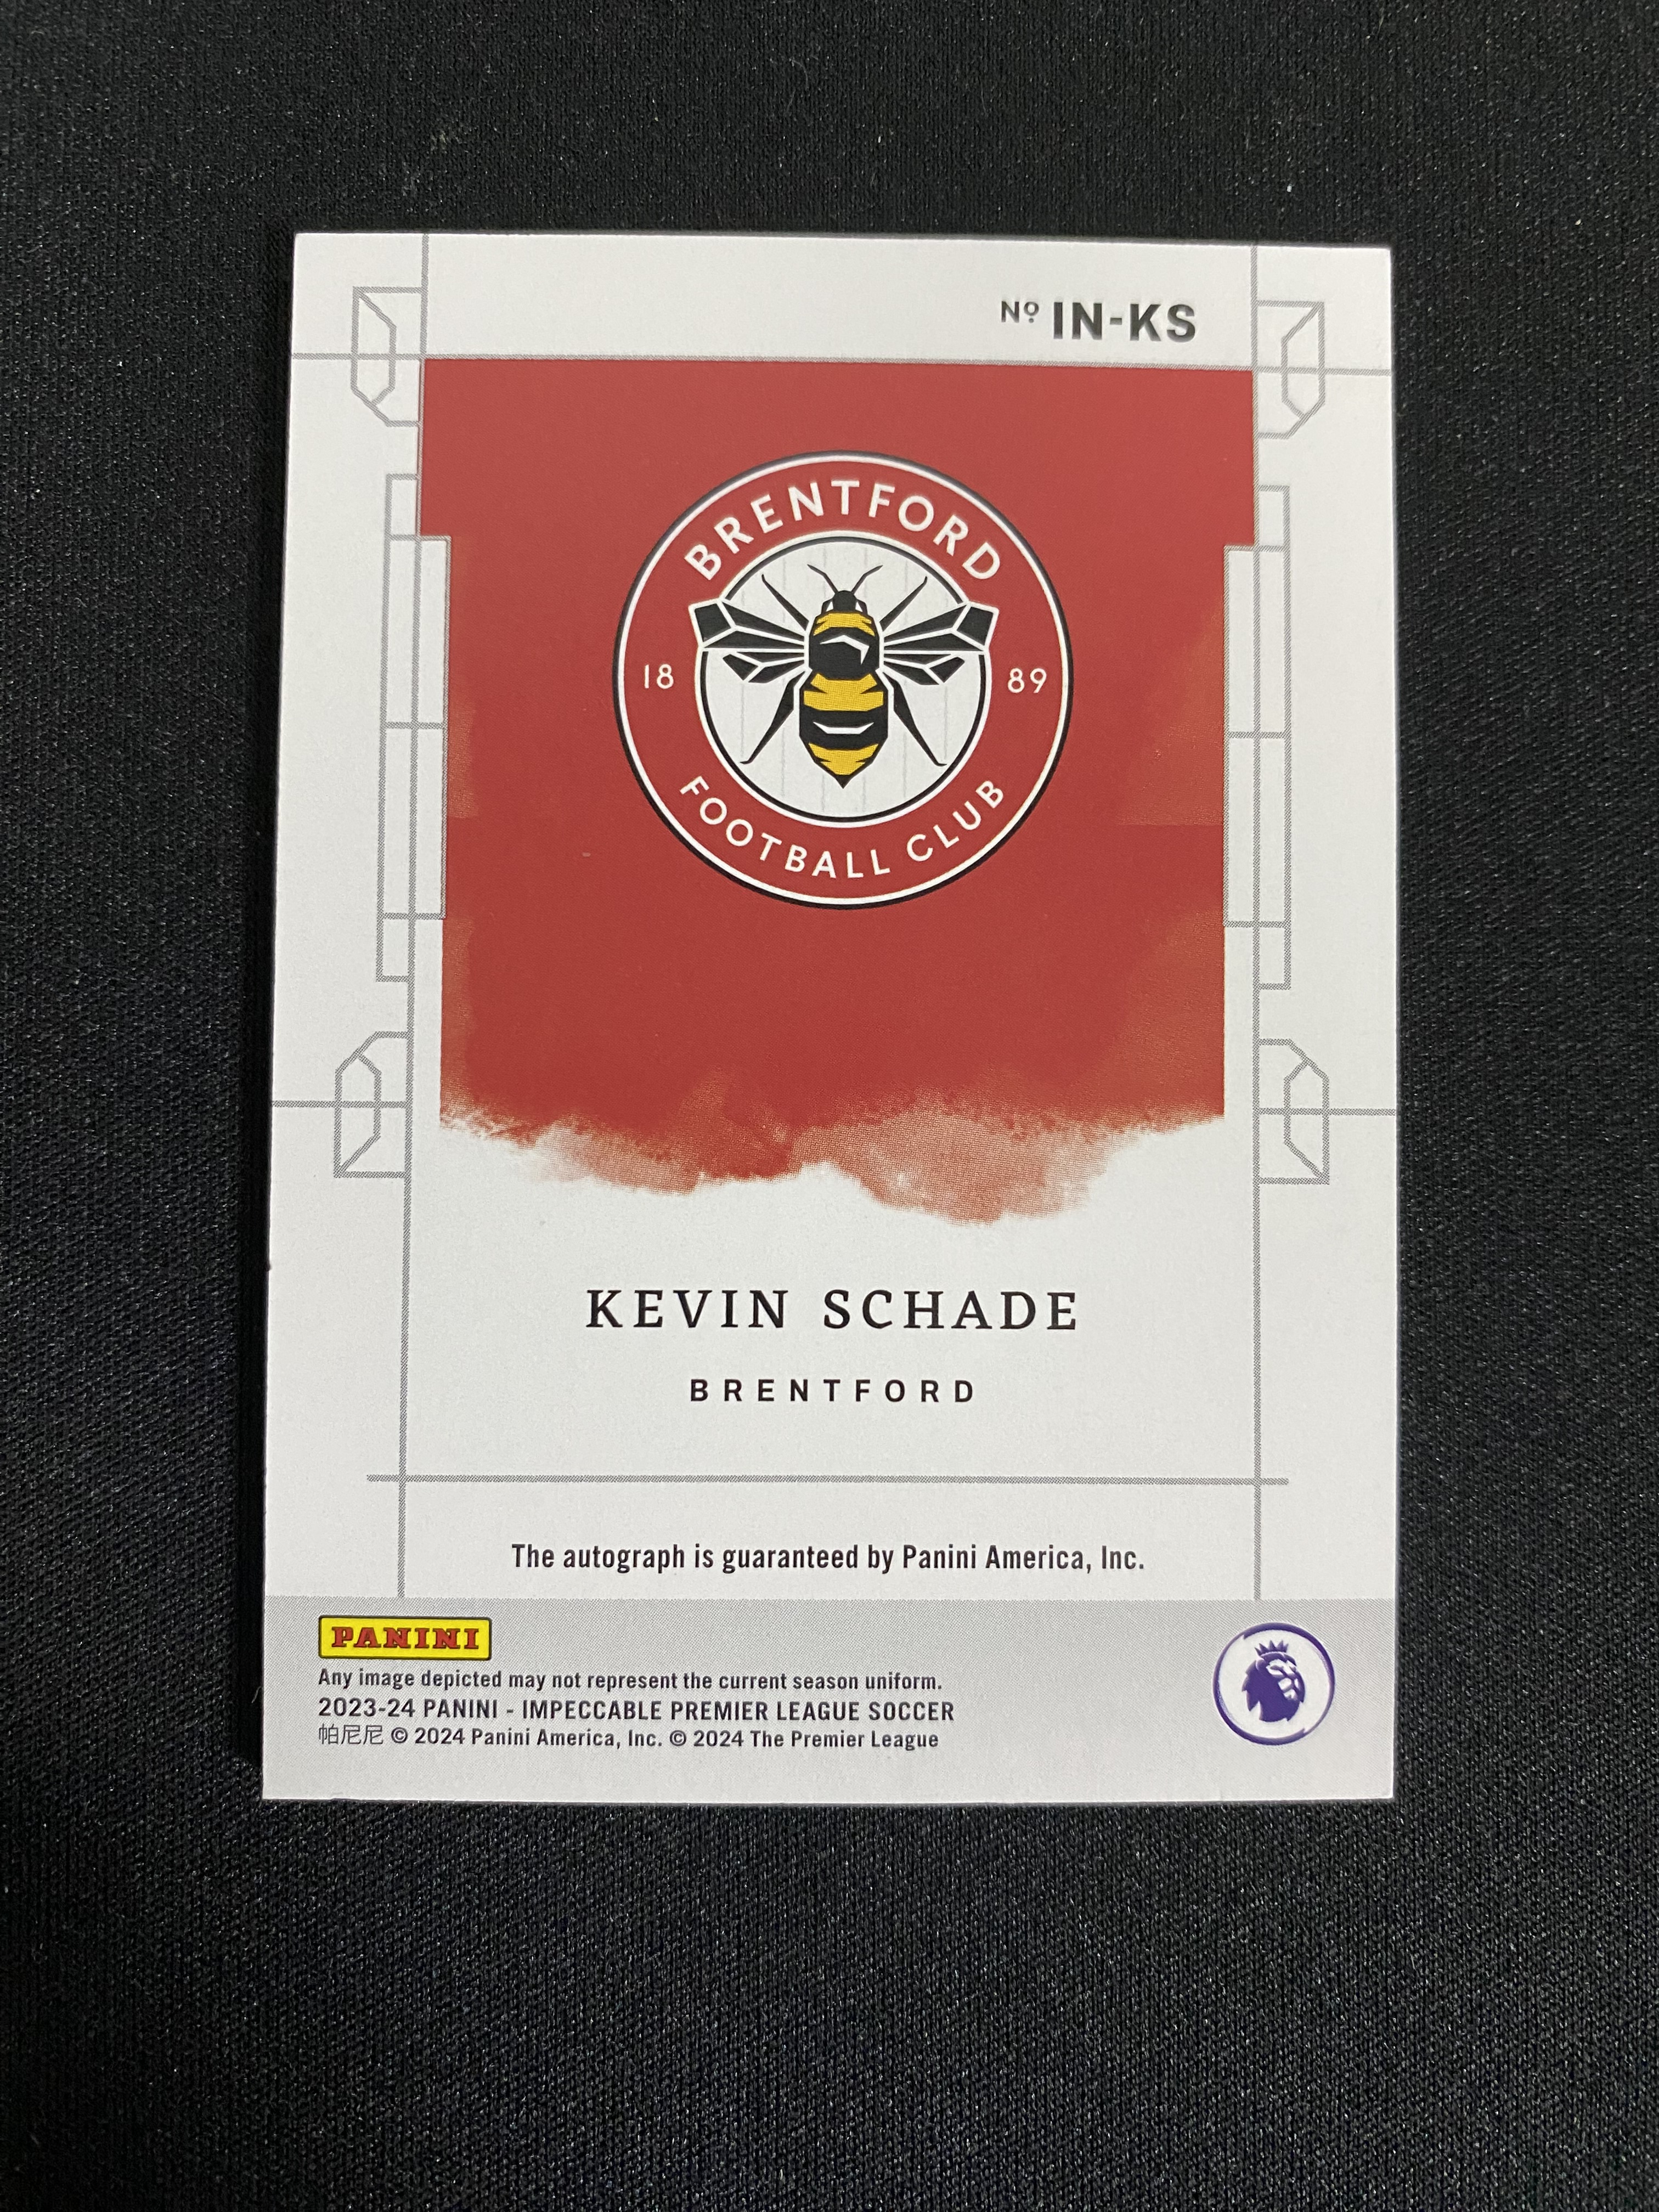 Nº IN-KS
BRENTFORD
18 89
FOOTBALL CLUB
KEVIN SCHADE
BRENTFORD
The autograph is guaranteed by Panini America, Inc.
PANINI
Any image depicted may not represent the current season uniform.
2023-24 PANINI - IMPECCABLE PREMIER LEAGUE SOCCER
帕尼尼 © 2024 Panini America, Inc. © 2024 The Premier League